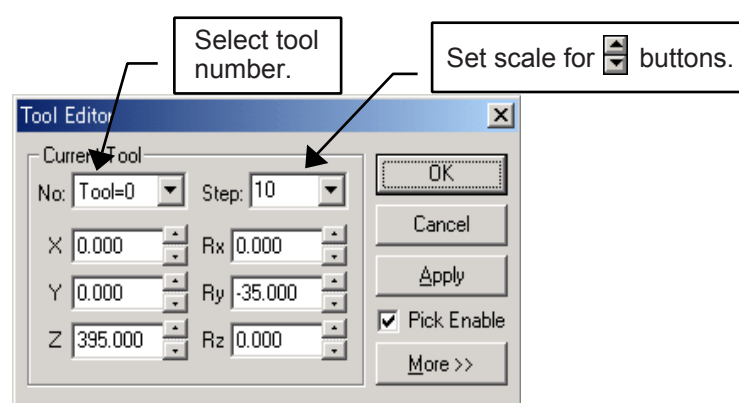 Select tool
number.
Set scale for buttons.
Tool Editor
Current Tool
No: Tool=0 Step: 10
OK
X 0.000 Rx 0.000
Cancel
Y 0.000 Ry -35.000
Apply
Z 395.000 Rz 0.000
Pick Enable
More >>